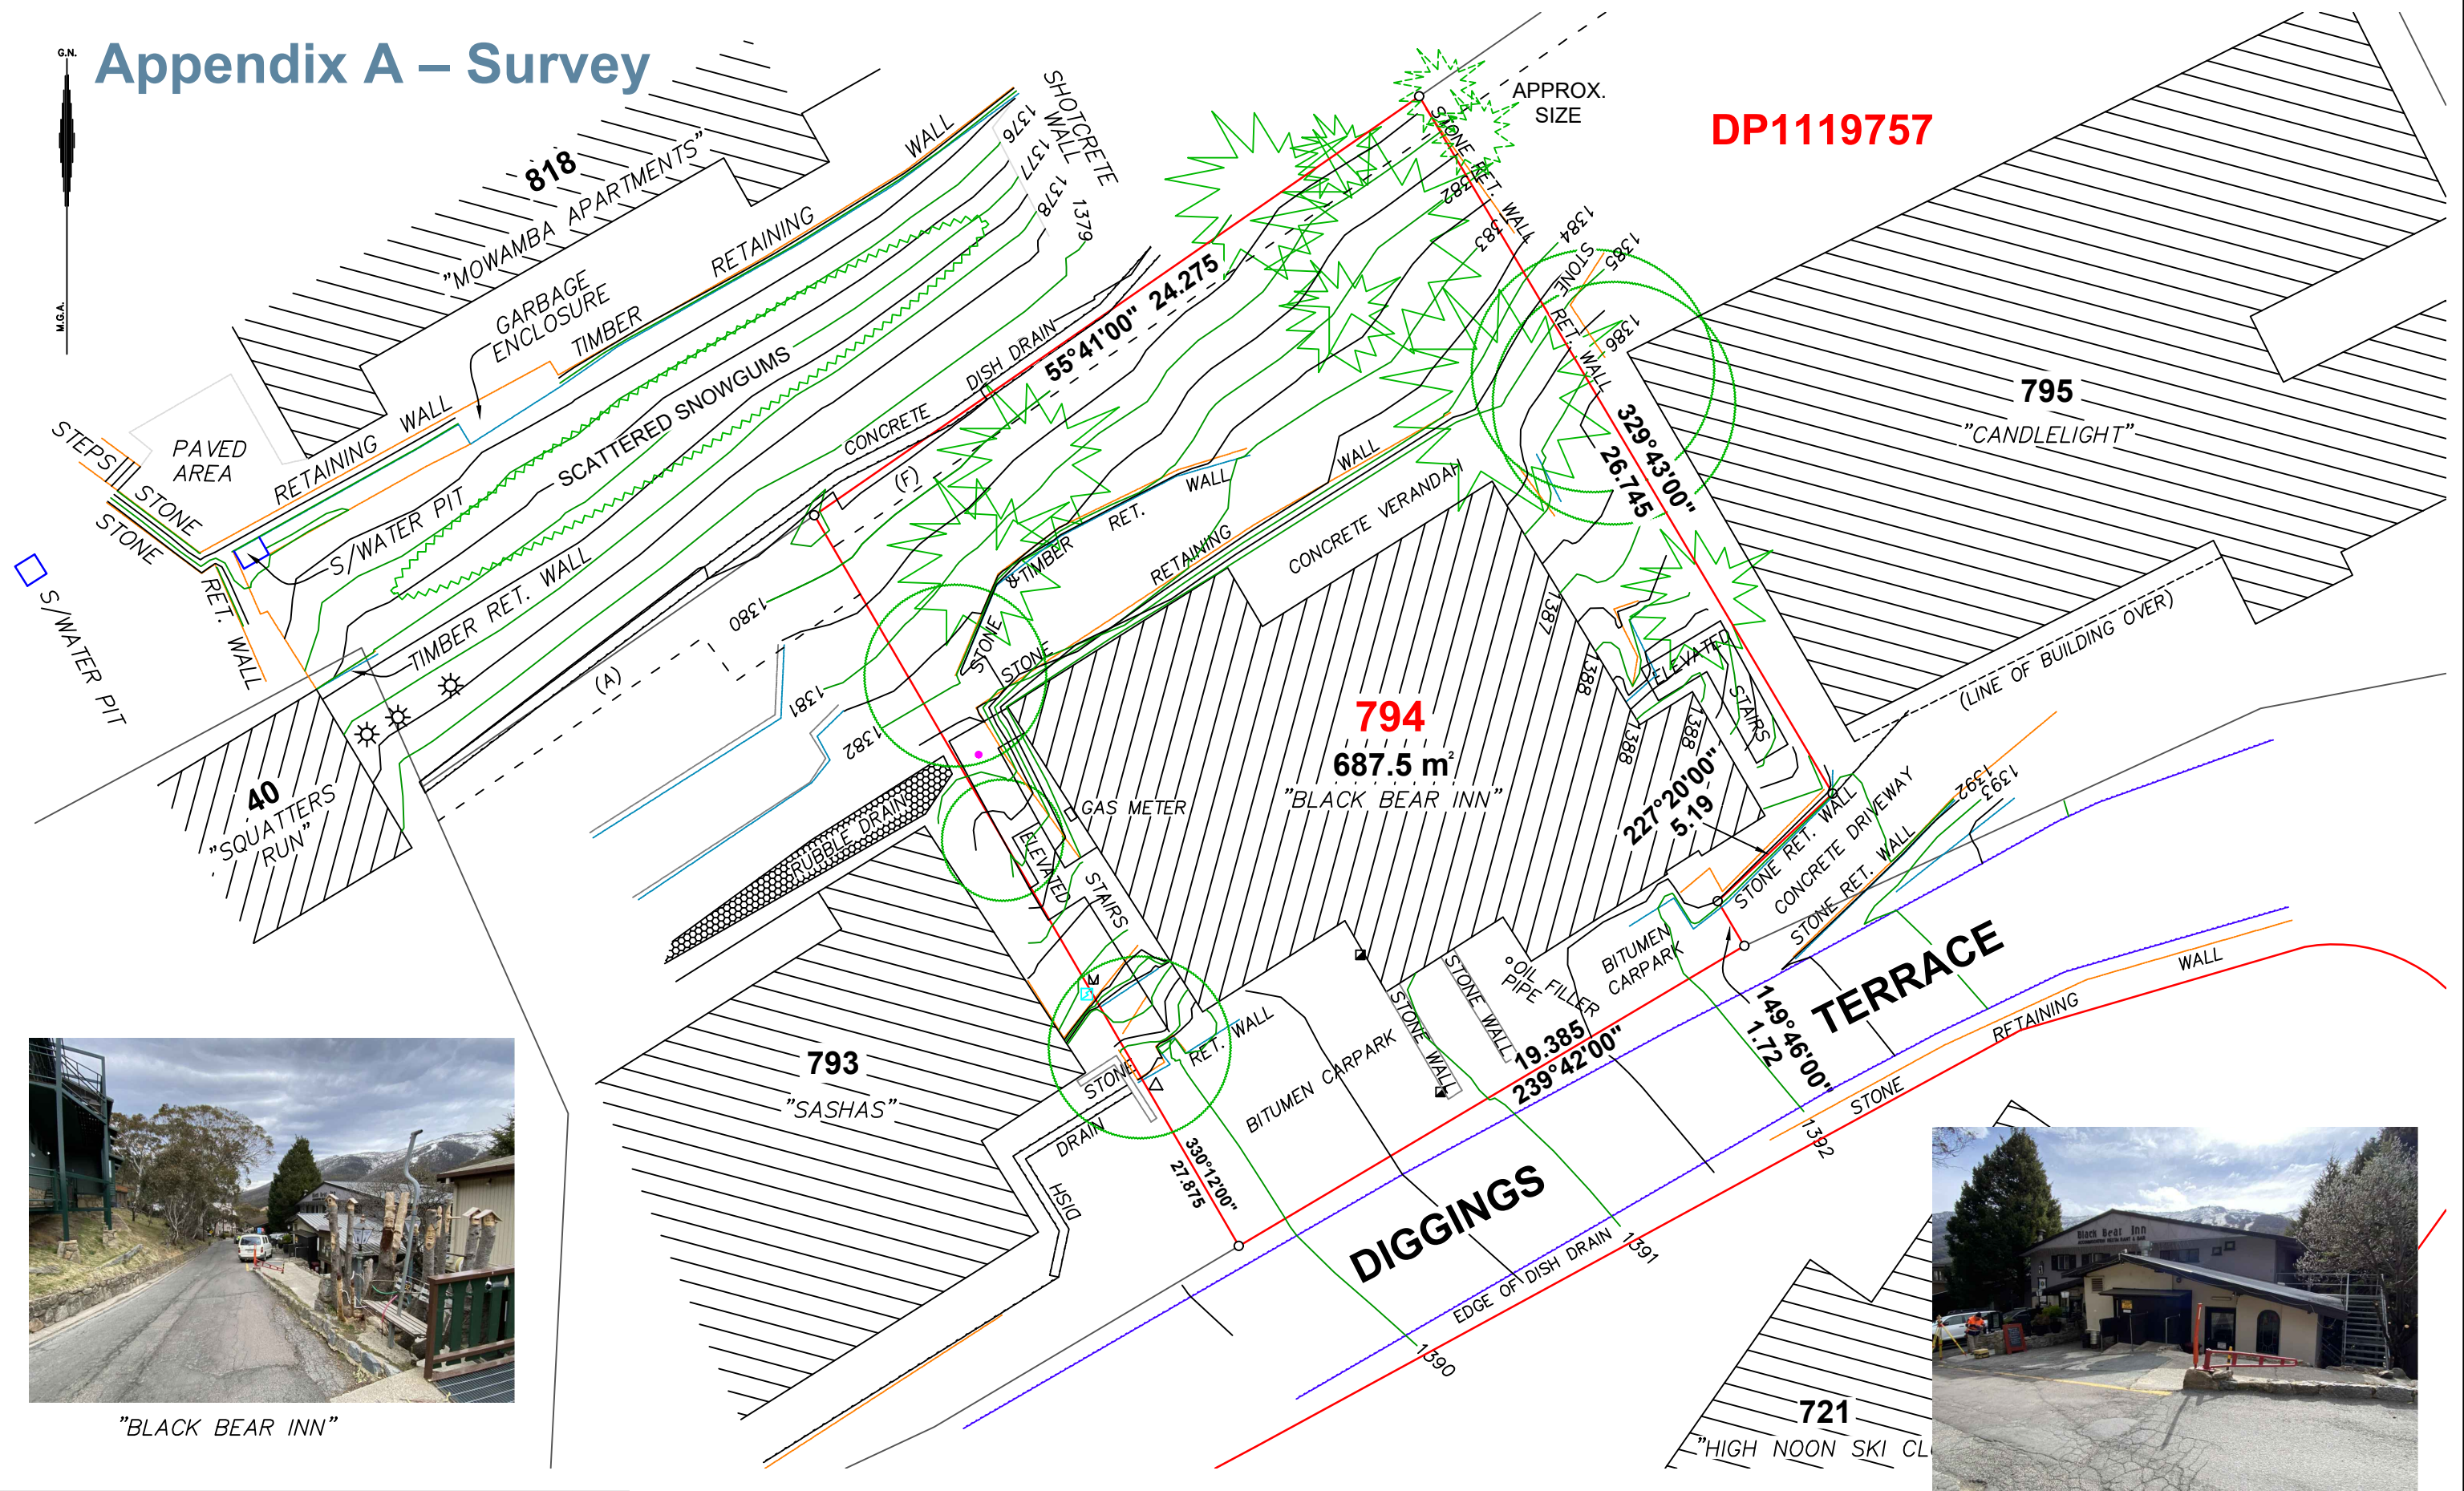 G.N.
Appendix A – Survey
M.G.A.
818
"MOWAMBA APARTMENTS"
GARBAGE
ENCLOSURE
TIMBER
RETAINING
WALL
SHOTCRETE
WALL
1376
1377
1378
1379
APPROX.
SIZE
DP1119757
STEPS
PAVED
AREA
STONE
STONE
RETAINING
WALL
SCATTERED SNOWGUMS
S/WATER PIT
S/WATER PIT
RET. WALL
TIMBER RET. WALL
CONCRETE
DISH DRAIN
55°41'00" 24.275
(F)
(A)
STONE RET. WALL
1382
1383
1384
1385
1386
STONE RET. WALL
329°43'00"
26.745
795
"CANDLELIGHT"
(LINE OF BUILDING OVER)
STONE
&TIMBER
RET.
WALL
STONE
RETAINING
WALL
CONCRETE VERANDAH
1380
1381
1382
1387
1388
1388
1388
ELEVATED
STAIRS
794
687.5 m²
"BLACK BEAR INN"
GAS METER
ELEVATED
STAIRS
RUBBLE DRAIN
40
"SQUATTERS
RUN"
227°20'00"
5.19
STONE RET. WALL
CONCRETE DRIVEWAY
STONE RET. WALL
1392
1393
M
793
"SASHAS"
STONE
RET. WALL
DRAIN
DISH
BITUMEN CARPARK
STONE WALL
STONE WALL
OIL FILLER
PIPE
BITUMEN
CARPARK
19.385
239°42'00"
149°46'00"
1.72
330°12'00"
27.875
DIGGINGS
TERRACE
EDGE OF DISH DRAIN
STONE
RETAINING
WALL
1390
1391
1392
721
"HIGH NOON SKI CL
Black Bear Inn
"BLACK BEAR INN"